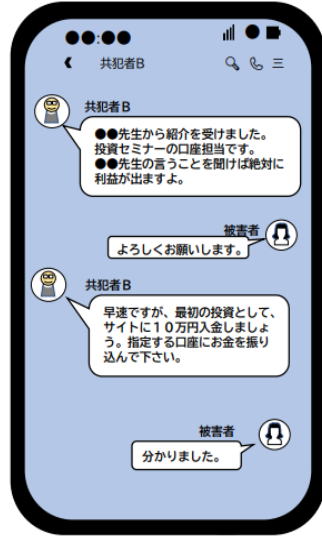 ●●:●●
共犯者B
共犯者B
●●先生から紹介を受けました。
投資セミナーの口座担当です。
●●先生の言うことを聞けば絶対に
利益が出ますよ。
被害者
よろしくお願いします。
共犯者B
早速ですが、最初の投資として、
サイトに１０万円入金しましょ
う。指定する口座にお金を振り
込んで下さい。
被害者
分かりました。